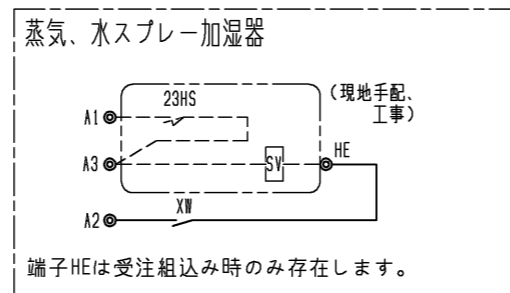 蒸気、水スプレー加湿器
23HS
(現地手配、
工事)
A1
A3
SV
HE
A2
XW
端子HEは受注組込み時のみ存在します。